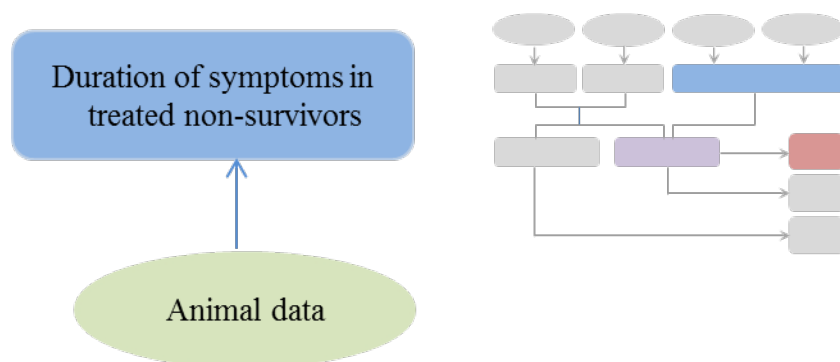 Duration of symptoms in
treated non-survivors
Animal data